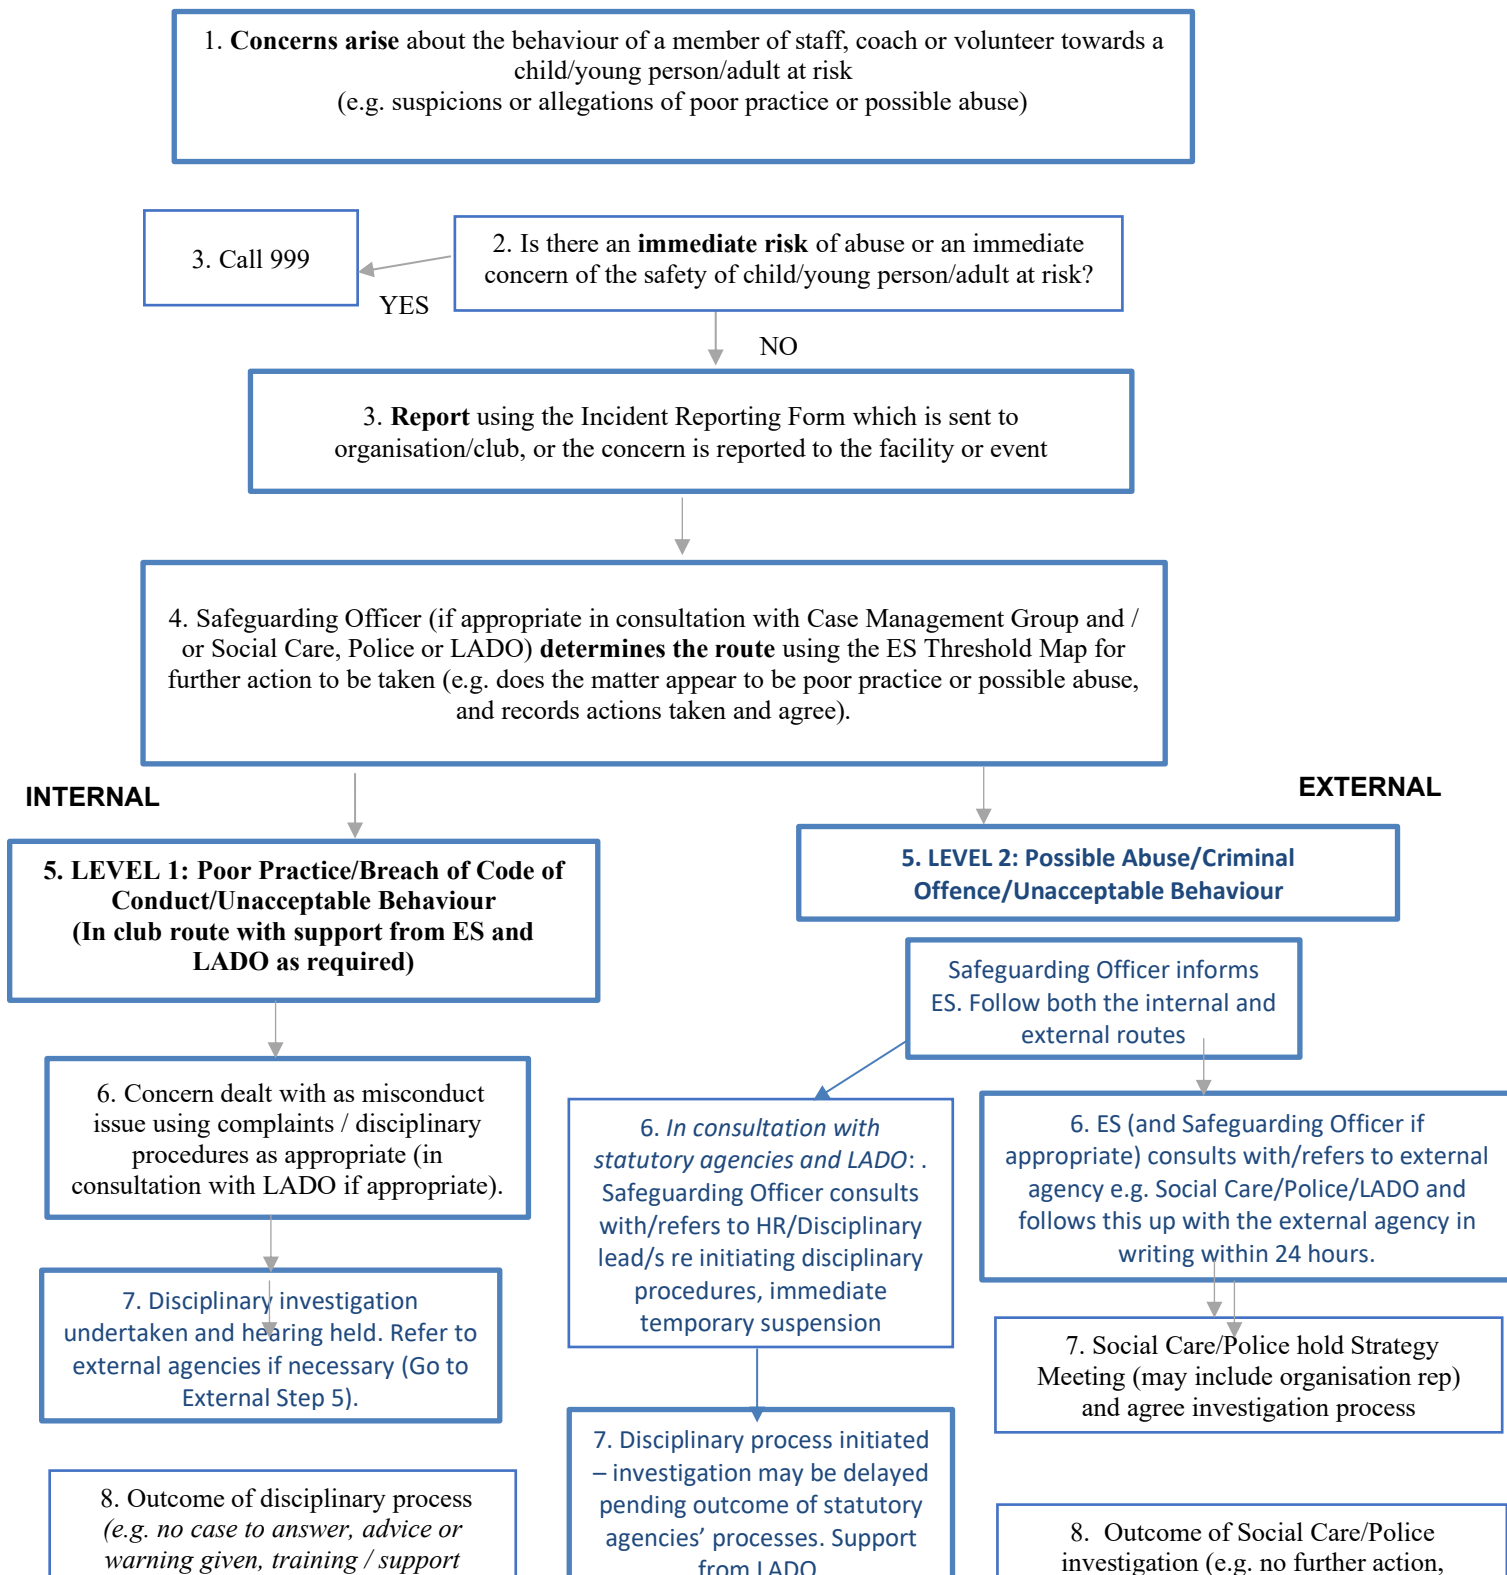 1. Concerns arise about the behaviour of a member of staff, coach or volunteer towards a
child/young person/adult at risk
(e.g. suspicions or allegations of poor practice or possible abuse)
3. Call 999
2. Is there an immediate risk of abuse or an immediate
concern of the safety of child/young person/adult at risk?
YES
NO
3. Report using the Incident Reporting Form which is sent to
organisation/club, or the concern is reported to the facility or event
4. Safeguarding Officer (if appropriate in consultation with Case Management Group and /
or Social Care, Police or LADO) determines the route using the ES Threshold Map for
further action to be taken (e.g. does the matter appear to be poor practice or possible abuse,
and records actions taken and agree).
INTERNAL
EXTERNAL
5. LEVEL 1: Poor Practice/Breach of Code of
Conduct/Unacceptable Behaviour
(In club route with support from ES and
LADO as required)
5. LEVEL 2: Possible Abuse/Criminal
Offence/Unacceptable Behaviour
Safeguarding Officer informs
ES. Follow both the internal and
external routes
6. Concern dealt with as misconduct
issue using complaints / disciplinary
procedures as appropriate (in
consultation with LADO if appropriate).
6. In consultation with
statutory agencies and LADO: .
Safeguarding Officer consults
with/refers to HR/Disciplinary
lead/s re initiating disciplinary
procedures, immediate
temporary suspension
6. ES (and Safeguarding Officer if
appropriate) consults with/refers to external
agency e.g. Social Care/Police/LADO and
follows this up with the external agency in
writing within 24 hours.
7. Disciplinary investigation
undertaken and hearing held. Refer to
external agencies if necessary (Go to
External Step 5).
7. Social Care/Police hold Strategy
Meeting (may include organisation rep)
and agree investigation process
7. Disciplinary process initiated
– investigation may be delayed
pending outcome of statutory
agencies’ processes. Support
from LADO
8. Outcome of disciplinary process
(e.g. no case to answer, advice or
warning given, training / support
8. Outcome of Social Care/Police
investigation (e.g. no further action,